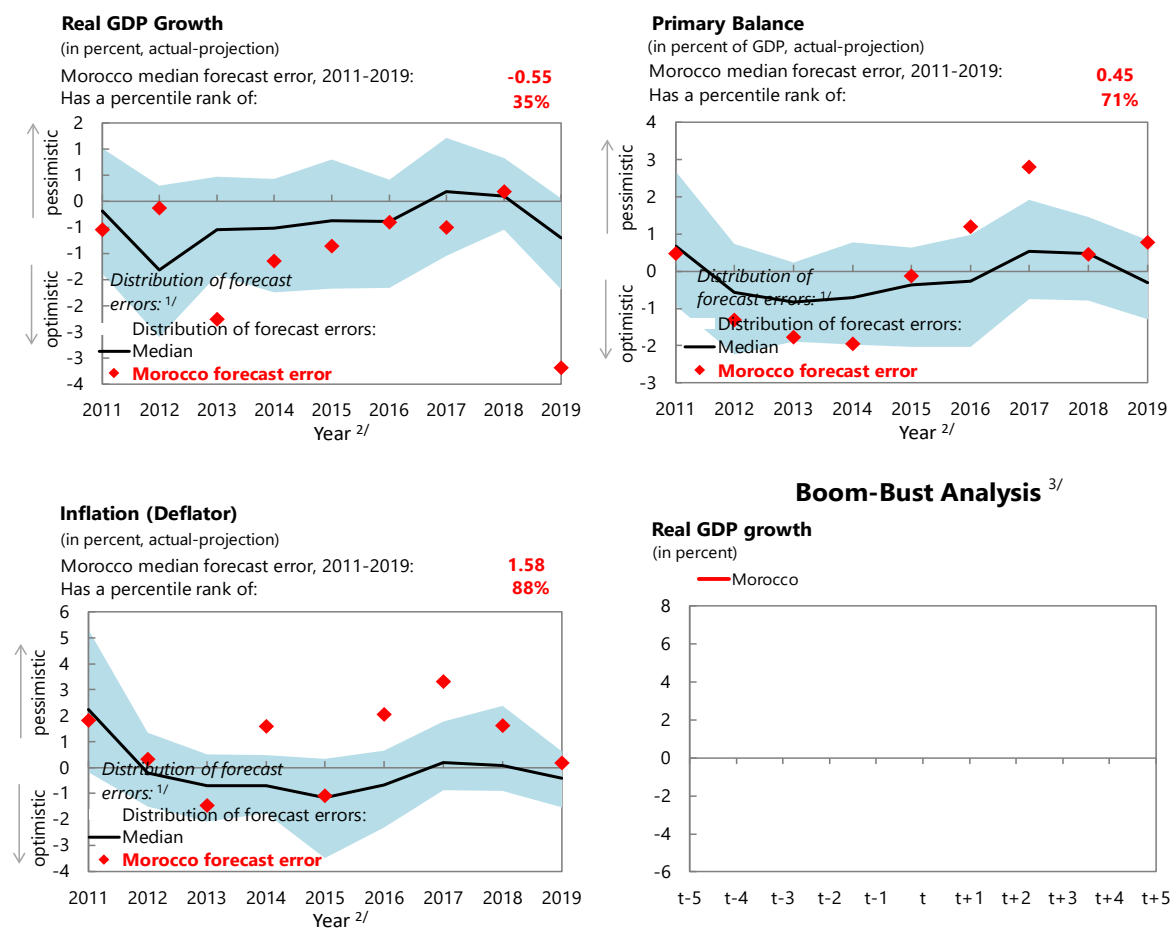 Real GDP Growth
(in percent, actual-projection)
Morocco median forecast error, 2011-2019: -0.55
Has a percentile rank of: 35%
pessimistic
optimistic
2
1
1
0
-1
-1
-2
-2
-3
-3
-4
Distribution of forecast
errors: 1/
Distribution of forecast errors:
Median
Morocco forecast error
2011 2012 2013 2014 2015 2016 2017 2018 2019
Year 2/
Primary Balance
(in percent of GDP, actual-projection)
Morocco median forecast error, 2011-2019: 0.45
Has a percentile rank of: 71%
pessimistic
optimistic
4
3
2
1
0
-1
-2
-3
Distribution of
forecast errors: 1/
Distribution of forecast errors:
Median
Morocco forecast error
2011 2012 2013 2014 2015 2016 2017 2018 2019
Year 2/
Inflation (Deflator)
(in percent, actual-projection)
Morocco median forecast error, 2011-2019: 1.58
Has a percentile rank of: 88%
pessimistic
optimistic
6
5
4
3
2
1
0
-1
-2
-3
-4
Distribution of forecast
errors: 1/
Distribution of forecast errors:
Median
Morocco forecast error
2011 2012 2013 2014 2015 2016 2017 2018 2019
Year 2/
Boom-Bust Analysis 3/
Real GDP growth
(in percent)
Morocco
8
6
4
2
0
-2
-4
-6
t-5 t-4 t-3 t-2 t-1 t t+1 t+2 t+3 t+4 t+5